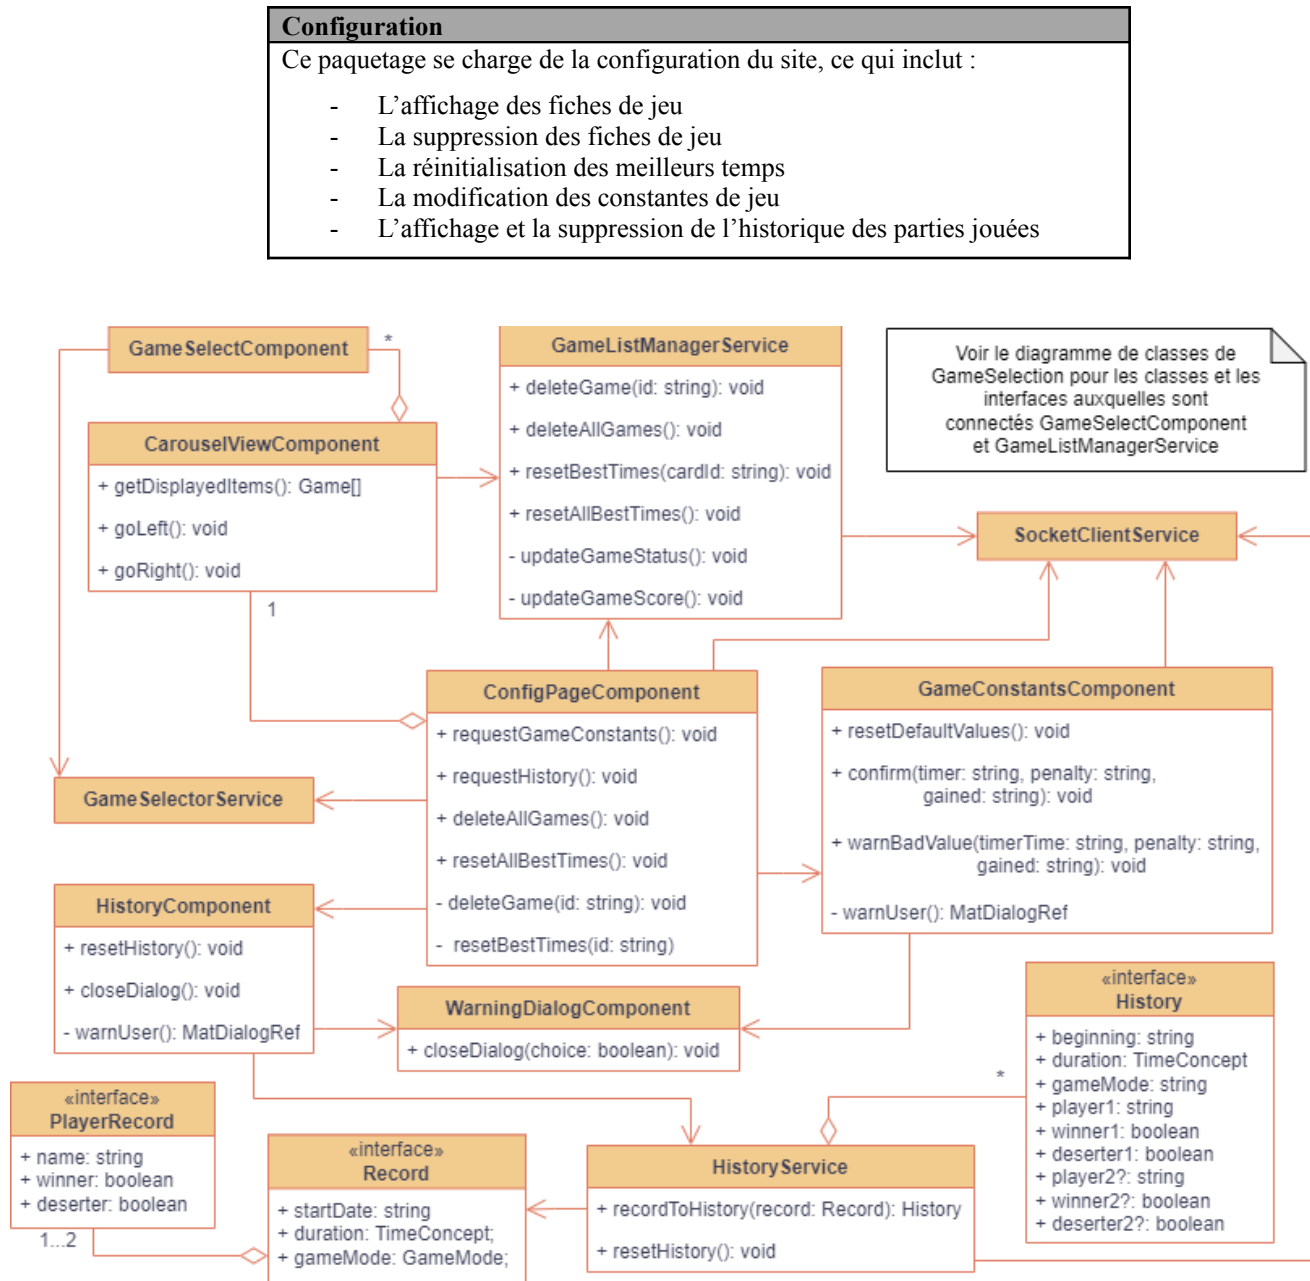 Configuration
Ce paquetage se charge de la configuration du site, ce qui inclut :
- L’affichage des fiches de jeu
- La suppression des fiches de jeu
- La réinitialisation des meilleurs temps
- La modification des constantes de jeu
- L’affichage et la suppression de l’historique des parties jouées
GameSelectComponent
*
GameListManagerService
+ deleteGame(id: string): void
+ deleteAllGames(): void
+ resetBestTimes(cardId: string): void
+ resetAllBestTimes(): void
- updateGameStatus(): void
- updateGameScore(): void
Voir le diagramme de classes de
GameSelection pour les classes et les
interfaces auxquelles sont
connectés GameSelectComponent
et GameListManagerService
CarouselViewComponent
+ getDisplayedItems(): Game[]
+ goLeft(): void
+ goRight(): void
1
SocketClientService
ConfigPageComponent
+ requestGameConstants(): void
+ requestHistory(): void
+ deleteAllGames(): void
+ resetAllBestTimes(): void
- deleteGame(id: string): void
- resetBestTimes(id: string)
GameConstantsComponent
+ resetDefaultValues(): void
+ confirm(timer: string, penalty: string,
gained: string): void
+ warnBadValue(timerTime: string, penalty: string,
gained: string): void
- warnUser(): MatDialogRef
GameSelectorService
HistoryComponent
+ resetHistory(): void
+ closeDialog(): void
- warnUser(): MatDialogRef
WarningDialogComponent
+ closeDialog(choice: boolean): void
«interface»
History
+ beginning: string
+ duration: TimeConcept
+ gameMode: string
+ player1: string
+ winner1: boolean
+ deserter1: boolean
+ player2?: string
+ winner2?: boolean
+ deserter2?: boolean
*
«interface»
PlayerRecord
+ name: string
+ winner: boolean
+ deserter: boolean
1...2
«interface»
Record
+ startDate: string
+ duration: TimeConcept;
+ gameMode: GameMode;
HistoryService
+ recordToHistory(record: Record): History
+ resetHistory(): void